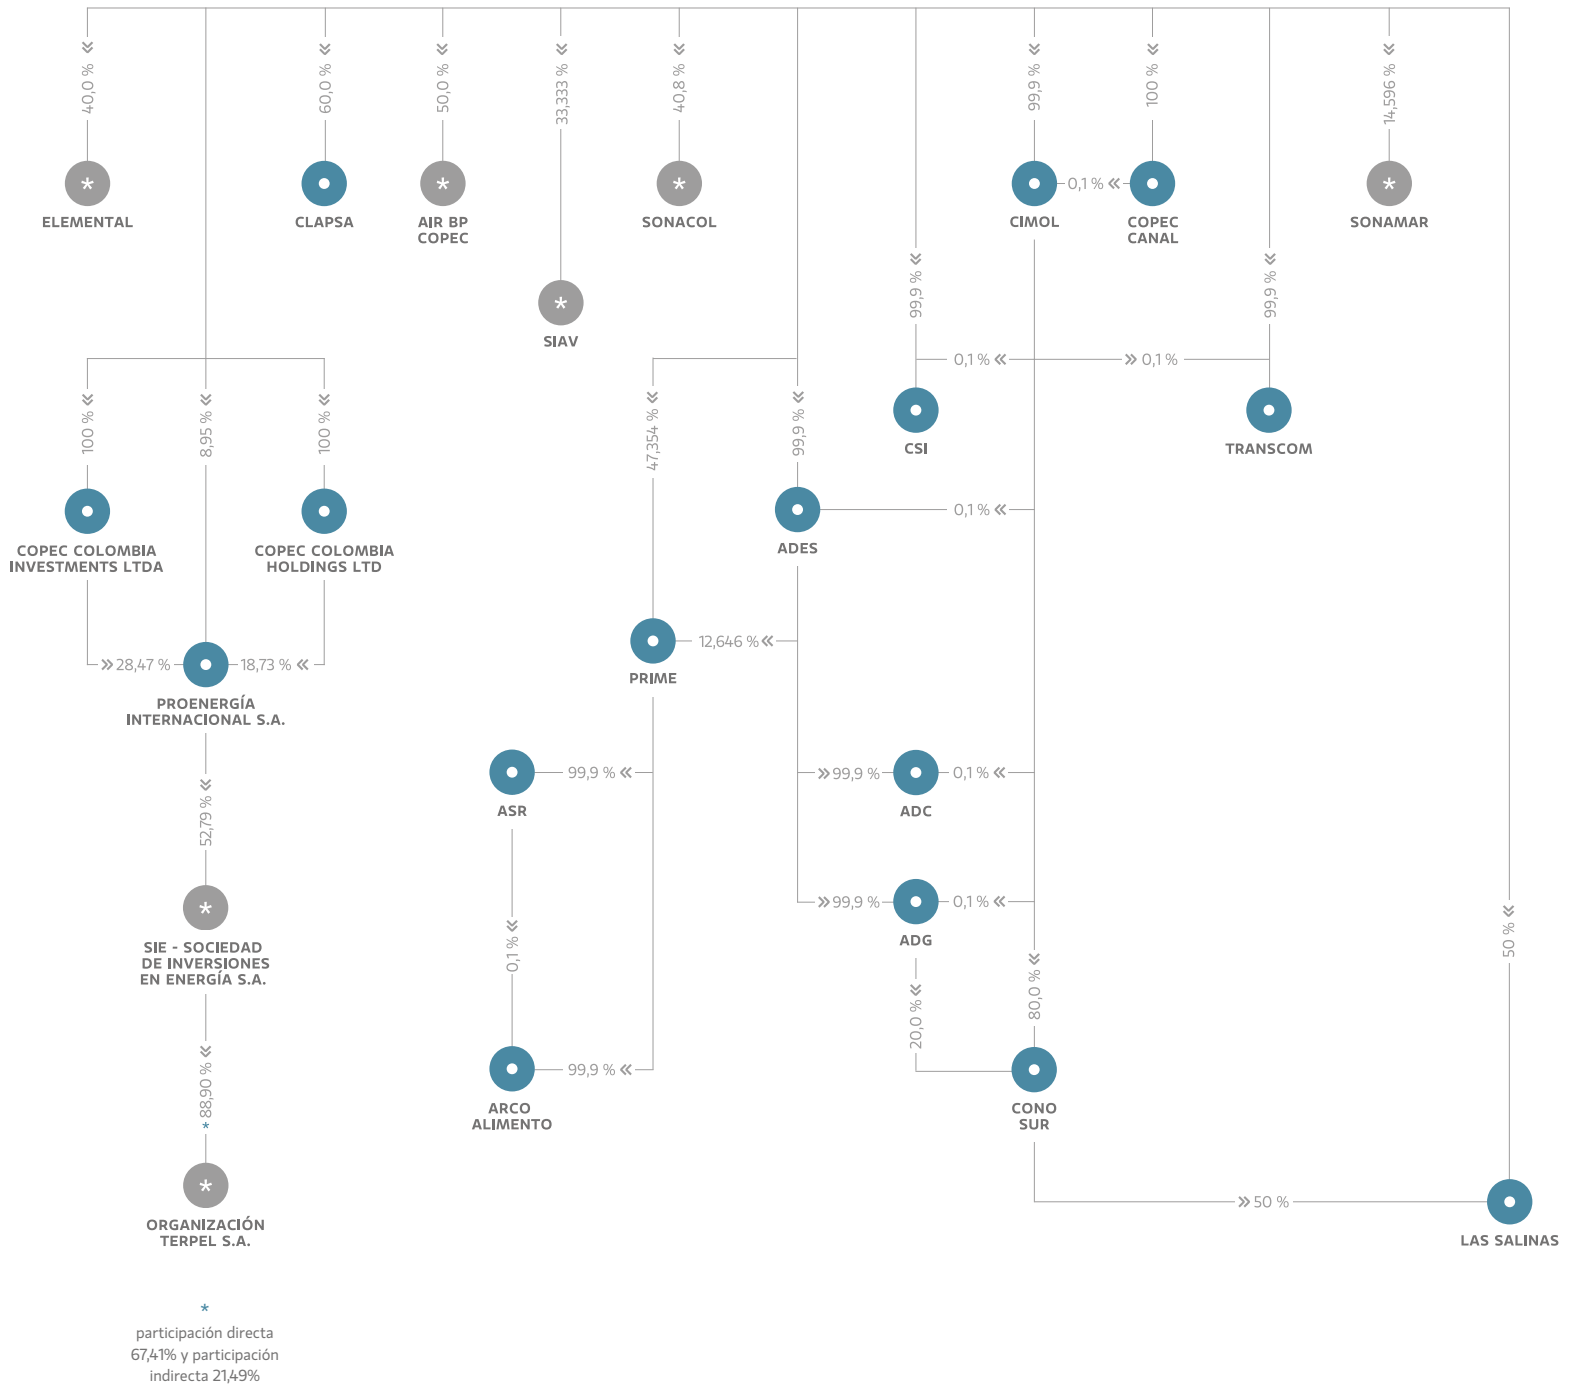 40,0 %
60,0 %
50,0 %
33,333 %
40,8 %
99,9 %
100 %
14,596 %
ELEMENTAL
CLAPSA
AIR BP
COPEC
SONACOL
CIMOL
0,1 %
COPEC
CANAL
SONAMAR
SIAV
99,9 %
99,9 %
0,1 %
0,1 %
CSI
TRANSCOM
100 %
8,95 %
100 %
47,354 %
99,9 %
COPEC COLOMBIA
INVESTMENTS LTDA
COPEC COLOMBIA
HOLDINGS LTD
ADES
0,1 %
28,47 %
18,73 %
PROENERGÍA
INTERNACIONAL S.A.
PRIME
12,646 %
52,79 %
ASR
99,9 %
99,9 %
ADC
0,1 %
99,9 %
ADG
0,1 %
SIE - SOCIEDAD
DE INVERSIONES
EN ENERGÍA S.A.
0,1 %
20,0 %
80,0 %
50 %
88,90 %
*
ARCO
ALIMENTO
99,9 %
CONO
SUR
50 %
LAS SALINAS
ORGANIZACIÓN
TERPEL S.A.
*
participación directa
67,41% y participación
indirecta 21,49%